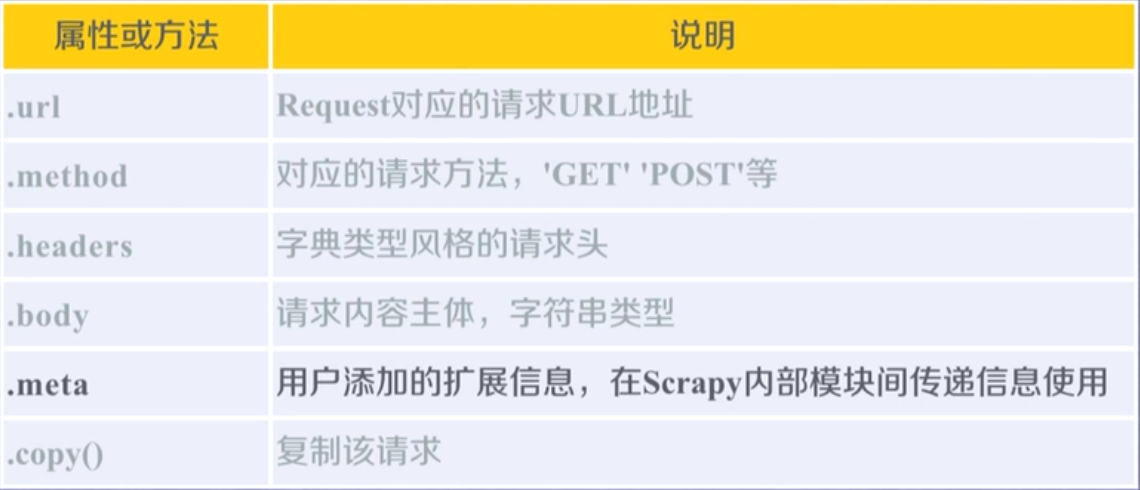 属性或方法 说明
.url Request对应的请求URL地址
.method 对应的请求方法，'GET' 'POST'等
.headers 字典类型风格的请求头
.body 请求内容主体，字符串类型
.meta 用户添加的扩展信息，在Scrapy内部模块间传递信息使用
.copy() 复制该请求